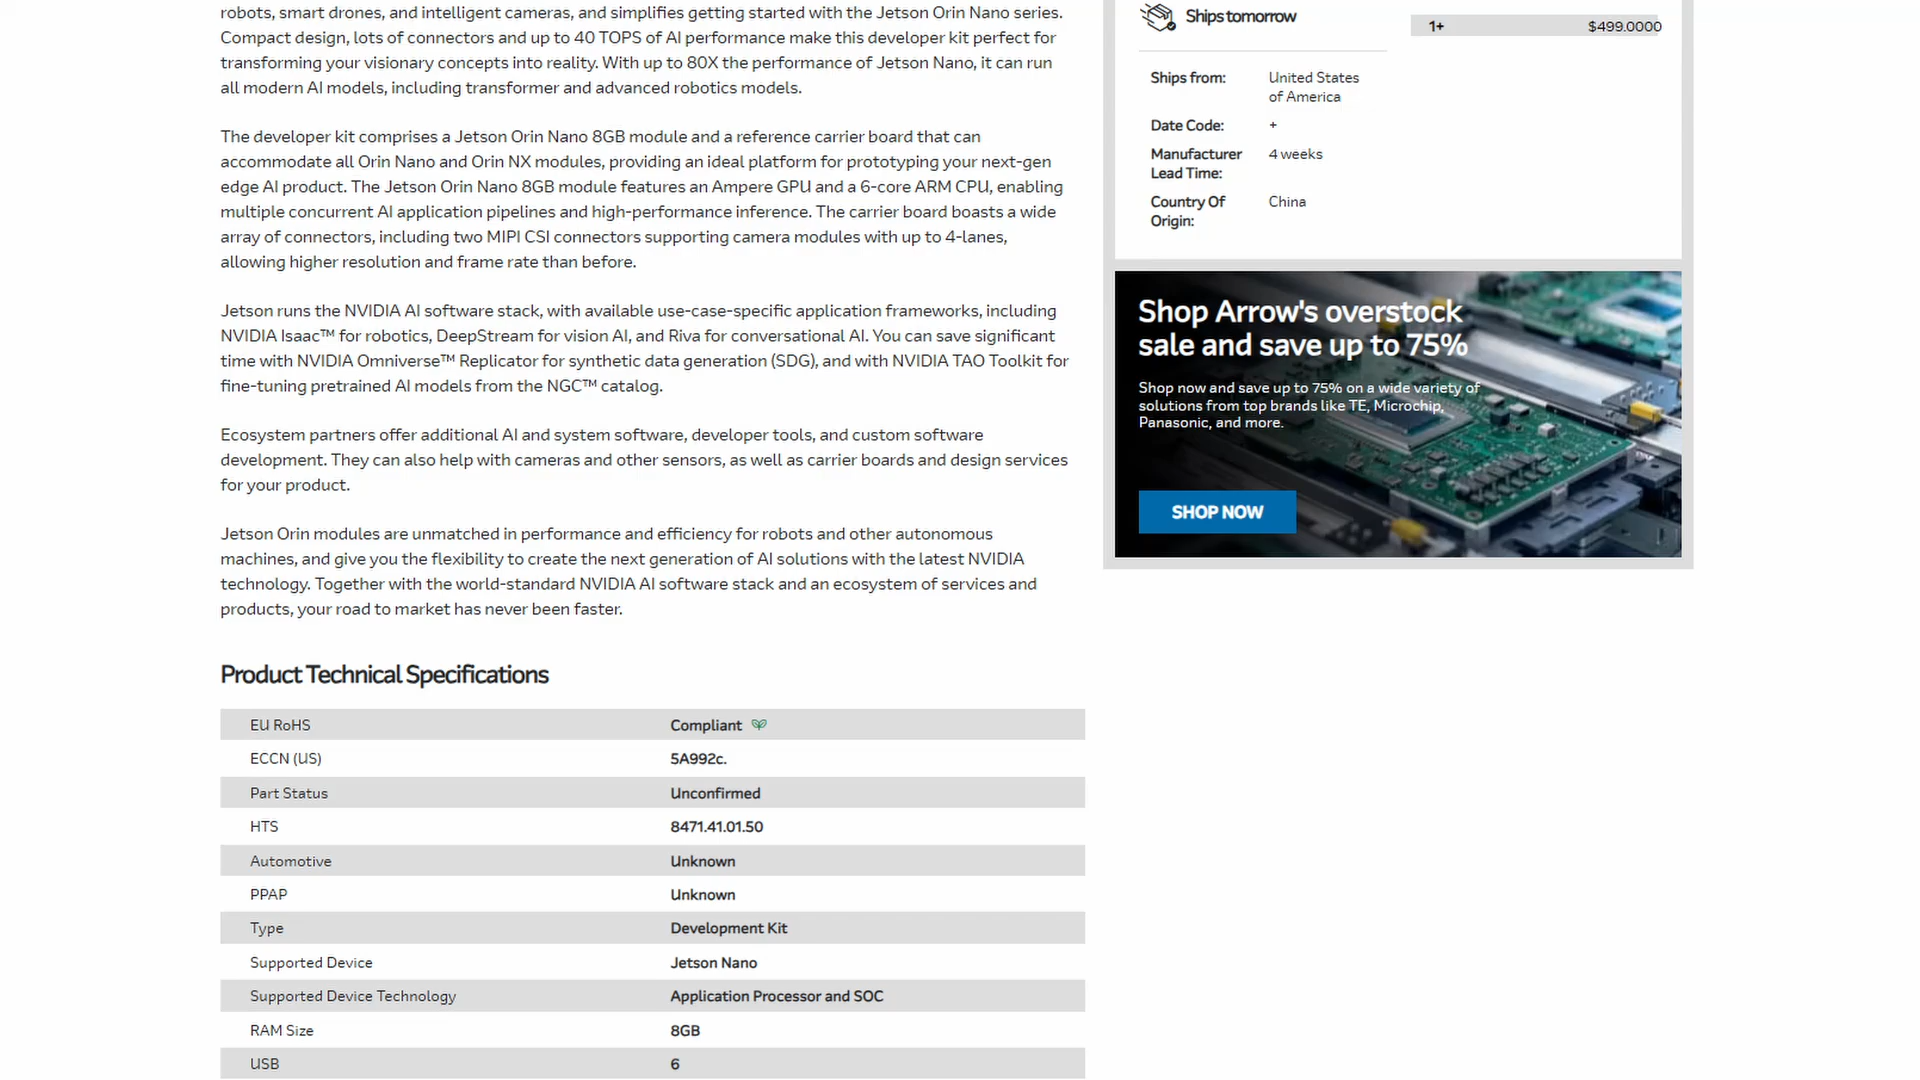 robots, smart drones, and intelligent cameras, and simplifies getting started with the Jetson Orin Nano series.
Compact design, lots of connectors and up to 40 TOPS of AI performance make this developer kit perfect for
transforming your visionary concepts into reality. With up to 80X the performance of Jetson Nano, it can run
all modern AI models, including transformer and advanced robotics models.
The developer kit comprises a Jetson Orin Nano 8GB module and a reference carrier board that can
accommodate all Orin Nano and Orin NX modules, providing an ideal platform for prototyping your next-gen
edge AI product. The Jetson Orin Nano 8GB module features an Ampere GPU and a 6-core ARM CPU, enabling
multiple concurrent AI application pipelines and high-performance inference. The carrier board boasts a wide
array of connectors, including two MIPI CSI connectors supporting camera modules with up to 4-lanes,
allowing higher resolution and frame rate than before.
Jetson runs the NVIDIA AI software stack, with available use-case-specific application frameworks, including
NVIDIA Isaac™ for robotics, DeepStream for vision AI, and Riva for conversational AI. You can save significant
time with NVIDIA Omniverse™ Replicator for synthetic data generation (SDG), and with NVIDIA TAO Toolkit for
fine-tuning pretrained AI models from the NGC™ catalog.
Ecosystem partners offer additional AI and system software, developer tools, and custom software
development. They can also help with cameras and other sensors, as well as carrier boards and design services
for your product.
Jetson Orin modules are unmatched in performance and efficiency for robots and other autonomous
machines, and give you the flexibility to create the next generation of AI solutions with the latest NVIDIA
technology. Together with the world-standard NVIDIA AI software stack and an ecosystem of services and
products, your road to market has never been faster.
Product Technical Specifications
EU RoHS Compliant
ECCN (US) 5A992c.
Part Status Unconfirmed
HTS 8471.41.01.50
Automotive Unknown
PPAP Unknown
Type Development Kit
Supported Device Jetson Nano
Supported Device Technology Application Processor and SOC
RAM Size 8GB
USB 6
Ships tomorrow
1+ $499.0000
Ships from: United States
of America
Date Code: +
Manufacturer 4 weeks
Lead Time:
Country Of China
Origin:
Shop Arrow's overstock
sale and save up to 75%
Shop now and save up to 75% on a wide variety of
solutions from top brands like TE, Microchip,
Panasonic, and more.
SHOP NOW